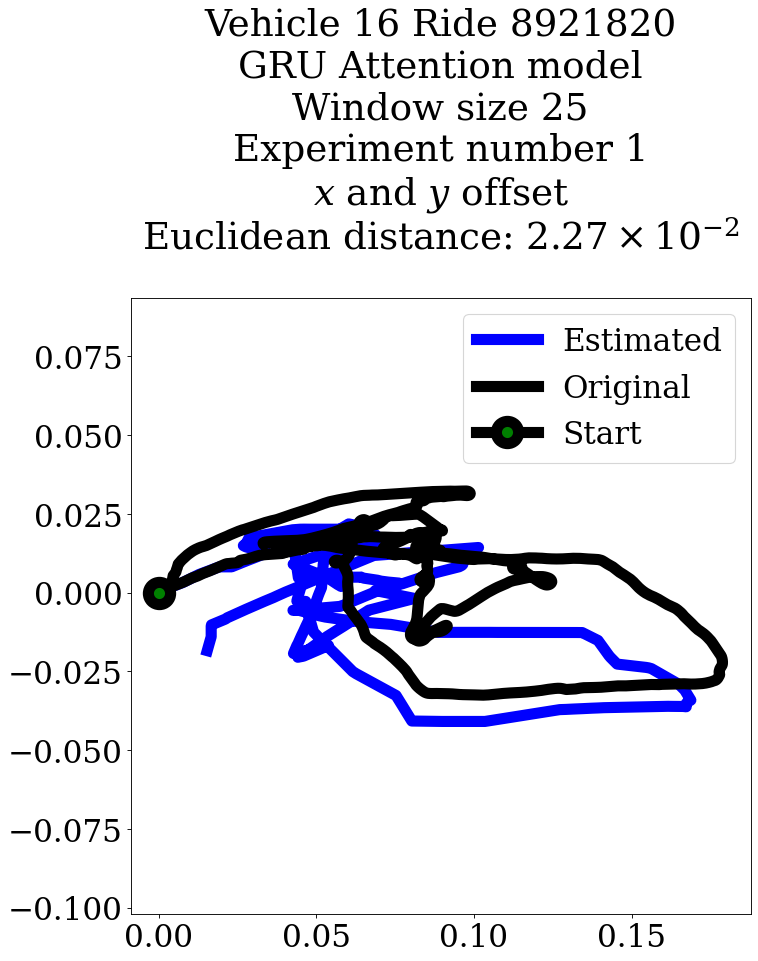 Vehicle 16 Ride 8921820
GRU Attention model
Window size 25
Experiment number 1
x and y offset
Euclidean distance: 2.27 × 10⁻²
Estimated
Original
Start
0.075
0.050
0.025
0.000
−0.025
−0.050
−0.075
−0.100
0.00 0.05 0.10 0.15